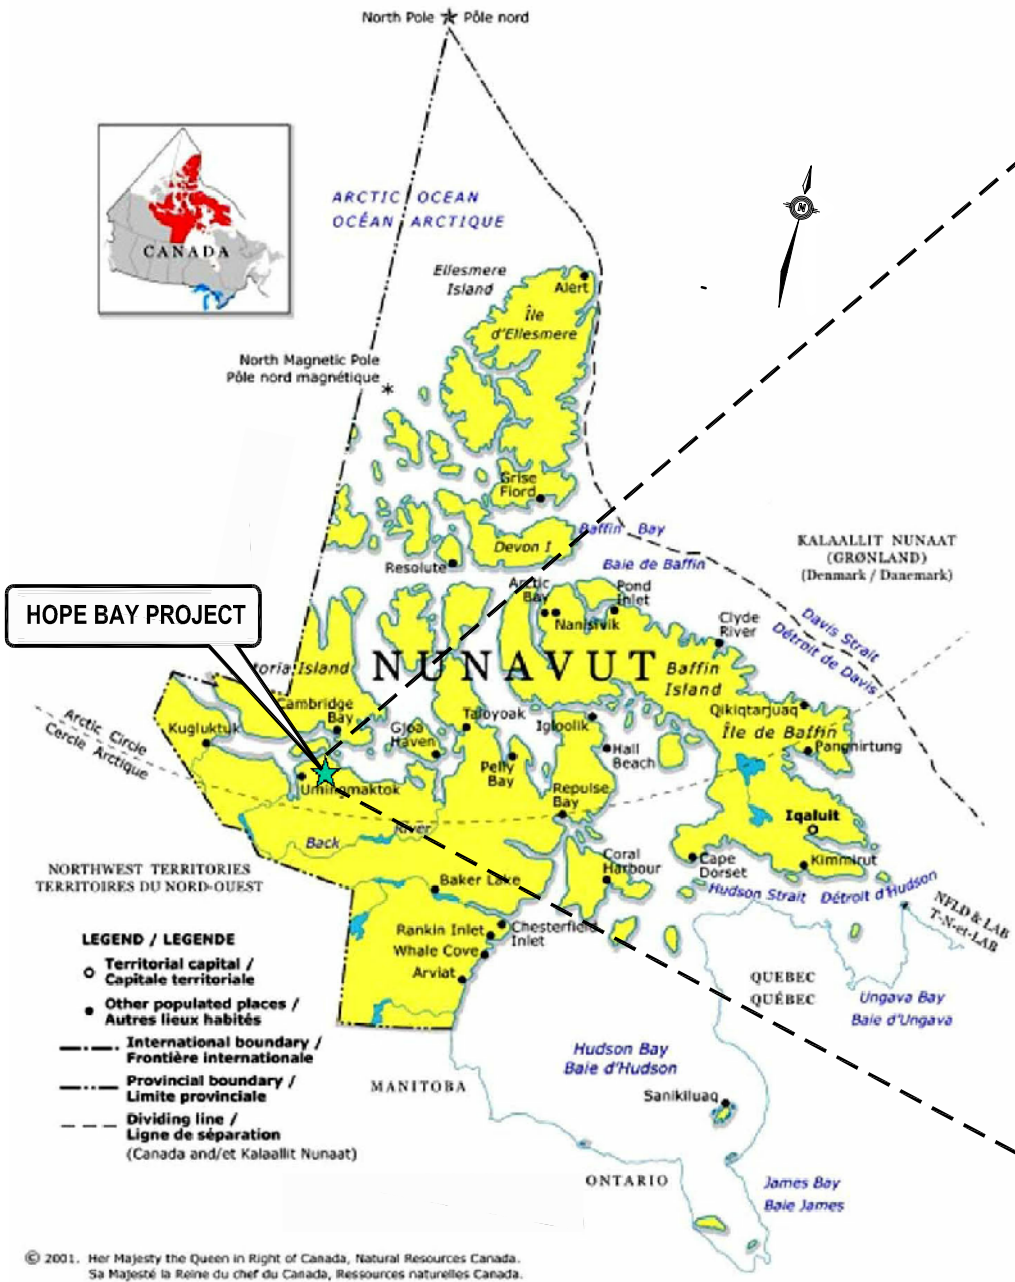 North Pole Pôle nord
ARCTIC OCEAN
OCÉAN ARCTIQUE
CANADA
Ellesmere
Island
Alert
Île
d'Ellesmere
North Magnetic Pole
Pôle nord magnétique
Grise
Fiord
Baffin Bay
Baie de Baffin
Devon I
KALAALLIT NUNAAT
(GRØNLAND)
(Denmark / Danemark)
Resolute
Arctic
Bay
Nanisivik
Pond
Inlet
Clyde
River
Davis Strait
Détroit de Davis
HOPE BAY PROJECT
toria Island
NUNAVUT
Baffin
Island
Cambridge
Bay
Kugluktuk
Arctic Circle
Cercle Arctique
Gjoa
Haven
Taloyoak
Igloolik
Qikiqtarjuaq
Île de Baffin
Pangnirtung
Hall
Beach
Pelly
Bay
Umingmaktok
Repulse
Bay
Iqaluit
Back River
Coral
Harbour
Cape
Dorset
Kimmirut
Hudson Strait Détroit d'Hudson
NFLD & LAB
T-N-et-LAB
NORTHWEST TERRITORIES
TERRITOIRES DU NORD-OUEST
Baker Lake
Rankin Inlet
Chesterfield
Inlet
Whale Cove
Arviat
QUEBEC
QUÉBEC
Ungava Bay
Baie d'Ungava
Hudson Bay
Baie d'Hudson
MANITOBA
Sanikiluaq
ONTARIO
James Bay
Baie James
LEGEND / LEGENDE
Territorial capital /
Capitale territoriale
Other populated places /
Autres lieux habités
International boundary /
Frontière internationale
Provincial boundary /
Limite provinciale
Dividing line /
Ligne de séparation
(Canada and/et Kalaallit Nunaat)
© 2001. Her Majesty the Queen in Right of Canada, Natural Resources Canada.
Sa Majesté la Reine du chef du Canada, Ressources naturelles Canada.
N